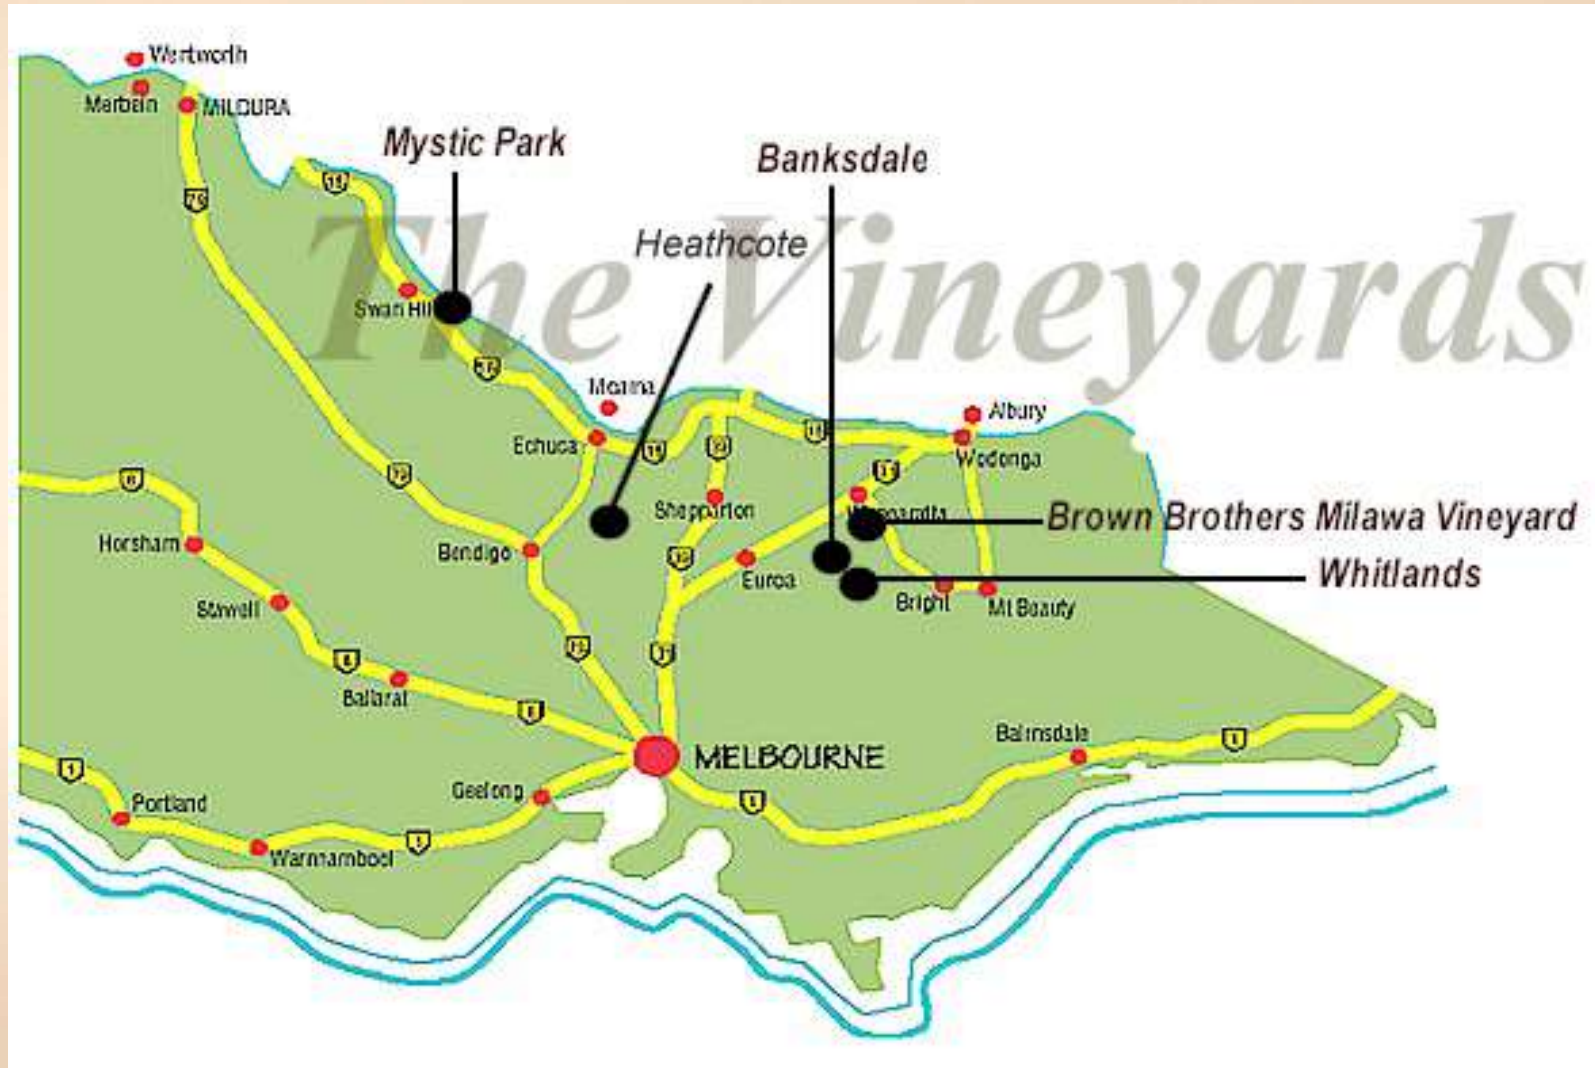 Wentworth
Merbein
MILDURA
Mystic Park
Banksdale
The Vineyards
Heathcote
Swan Hill
Moama
Albury
Echuca
Wodonga
Shepparton
Brown Brothers Milawa Vineyard
Horsham
Bendigo
Euroa
Whitlands
Stawell
Bright
Mt Beauty
Ballarat
Bairnsdale
MELBOURNE
Geelong
Portland
Warrnambool